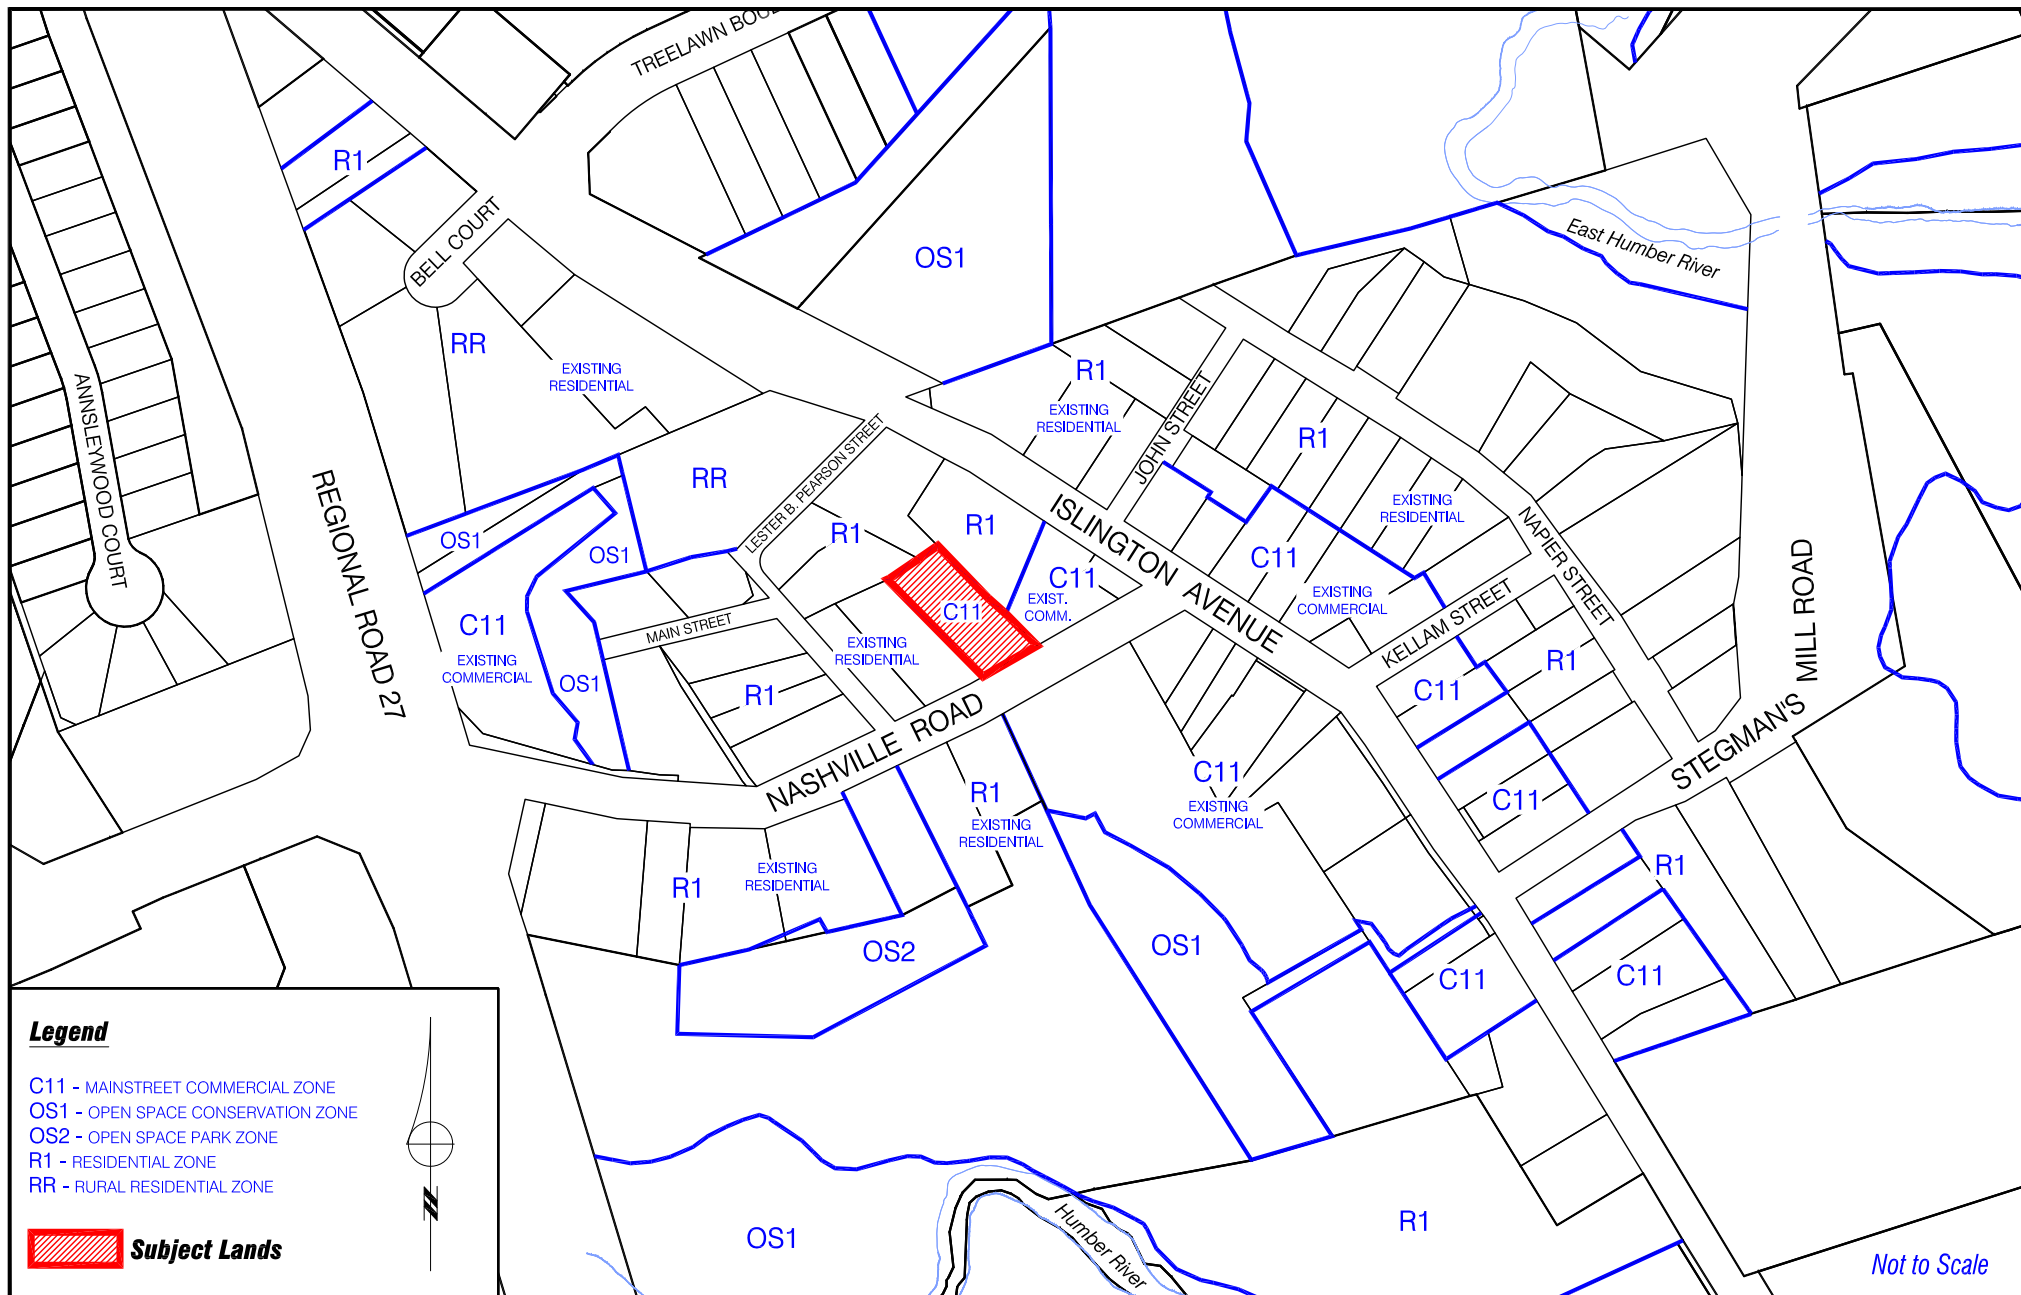 TREELAWN
R1
BELL COURT
OS1
East Humber River
RR
EXISTING
RESIDENTIAL
R1
EXISTING
RESIDENTIAL
JOHN STREET
ANNSLEYWOOD COURT
REGIONAL ROAD 27
RR
LESTER B. PEARSON STREET
R1
EXISTING
RESIDENTIAL
ISLINGTON AVENUE
NAPIER STREET
OS1
OS1
R1
R1
C11
EXIST.
COMM.
C11
EXISTING
COMMERCIAL
KELLAM STREET
STEGMAN'S MILL ROAD
C11
EXISTING
COMMERCIAL
MAIN STREET
C11
EXISTING
RESIDENTIAL
OS1
R1
NASHVILLE ROAD
C11
R1
C11
EXISTING
COMMERCIAL
C11
R1
EXISTING
RESIDENTIAL
R1
EXISTING
RESIDENTIAL
R1
OS2
OS1
C11
C11
Legend
C11 - MAINSTREET COMMERCIAL ZONE
OS1 - OPEN SPACE CONSERVATION ZONE
OS2 - OPEN SPACE PARK ZONE
R1 - RESIDENTIAL ZONE
RR - RURAL RESIDENTIAL ZONE
N
Subject Lands
OS1
Humber River
R1
Not to Scale